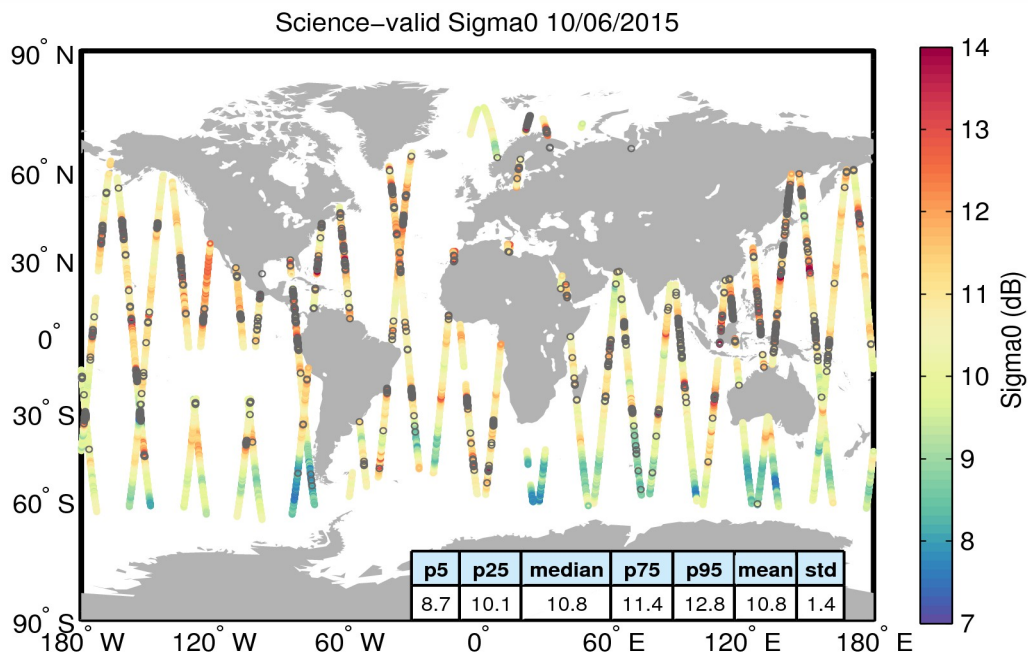 Science−valid Sigma0 10/06/2015
90° N
60° N
30° N
0°
30° S
60° S
90° S
180° W
120° W
60° W
0°
60° E
120° E
180° E
p5 p25 median p75 p95 mean std
8.7 10.1 10.8 11.4 12.8 10.8 1.4
14
13
12
11
10
9
8
7
Sigma0 (dB)